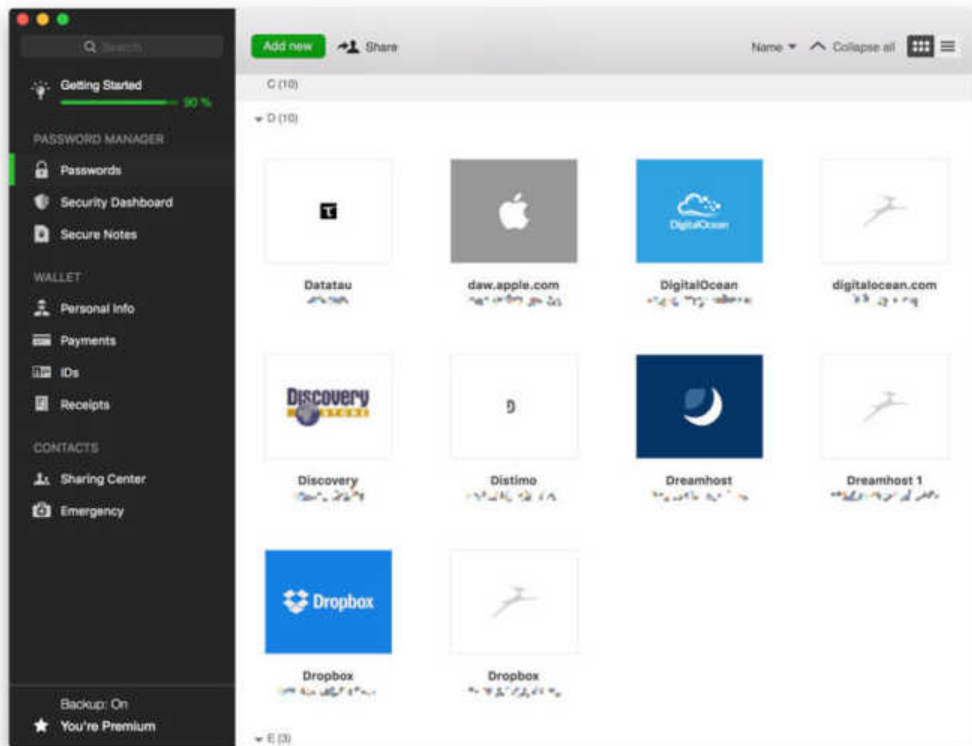 Search
Getting Started
90 %
PASSWORD MANAGER
Passwords
Security Dashboard
Secure Notes
WALLET
Personal Info
Payments
IDs
Receipts
CONTACTS
Sharing Center
Emergency
Backup: On
You're Premium
Add new Share Name Collapse all
C (10)
D (10)
DigitalOcean
Datatau daw.apple.com DigitalOcean digitalocean.com
DISCOVERY
STORE
Discovery Distimo Dreamhost Dreamhost 1
Dropbox
Dropbox Dropbox
E (3)